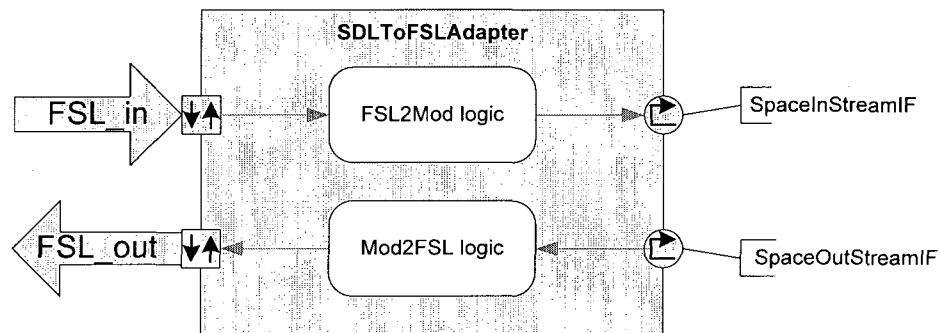 SDLToFSLAdapter
FSL_in
FSL2Mod logic
SpaceInStreamIF
FSL_out
Mod2FSL logic
SpaceOutStreamIF